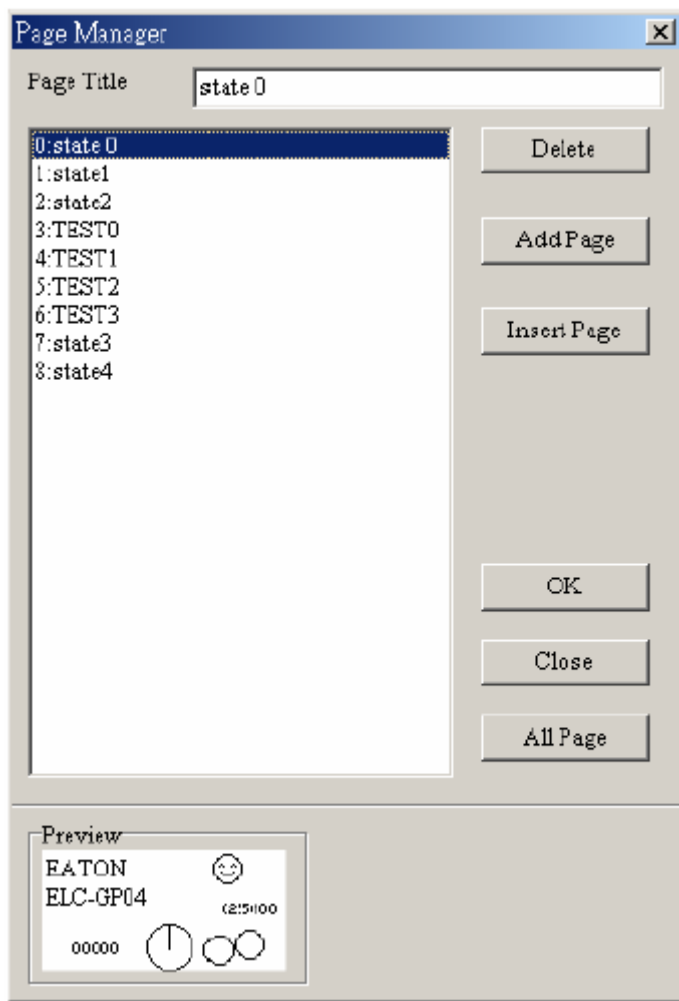 Page Manager
Page Title
state 0
0:state 0
1:state1
2:state2
3:TEST0
4:TEST1
5:TEST2
6:TEST3
7:state3
8:state4
Delete
Add Page
Insert Page
OK
Close
All Page
Preview
EATON
ELC-GP04
00000